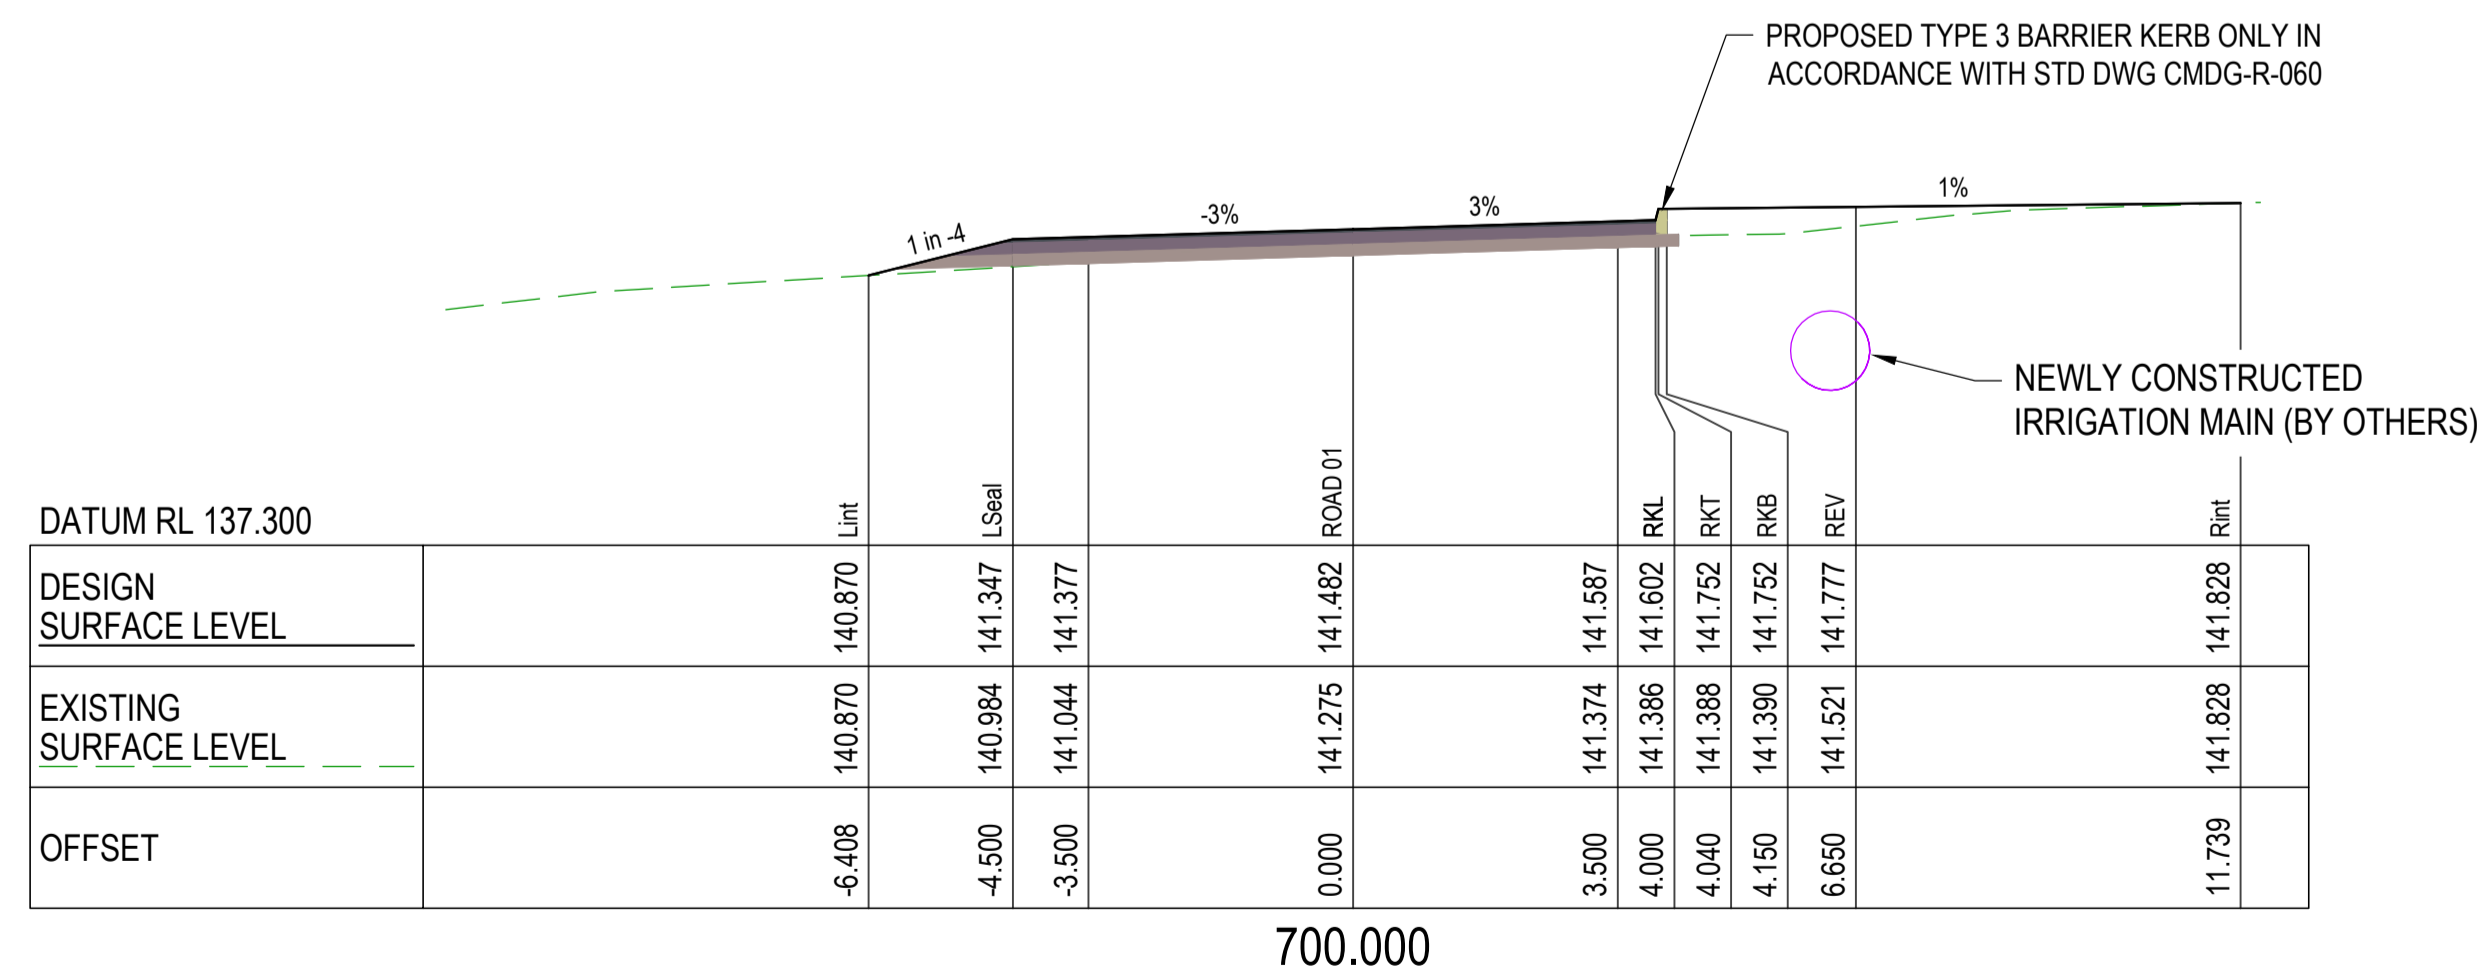 PROPOSED TYPE 3 BARRIER KERB ONLY IN
ACCORDANCE WITH STD DWG CMDG-R-060
1 in -4
-3%
3%
1%
NEWLY CONSTRUCTED
IRRIGATION MAIN (BY OTHERS)
DATUM RL 137.300
Lint
LSeal
ROAD 01
RKL
RKT
RKB
REV
Rint
DESIGN
SURFACE LEVEL
140.870
141.347
141.377
141.482
141.587
141.602
141.752
141.752
141.777
141.828
EXISTING
SURFACE LEVEL
140.870
140.984
141.044
141.275
141.374
141.386
141.388
141.390
141.521
141.828
OFFSET
-6.408
-4.500
-3.500
0.000
3.500
4.000
4.040
4.150
6.650
11.739
700.000